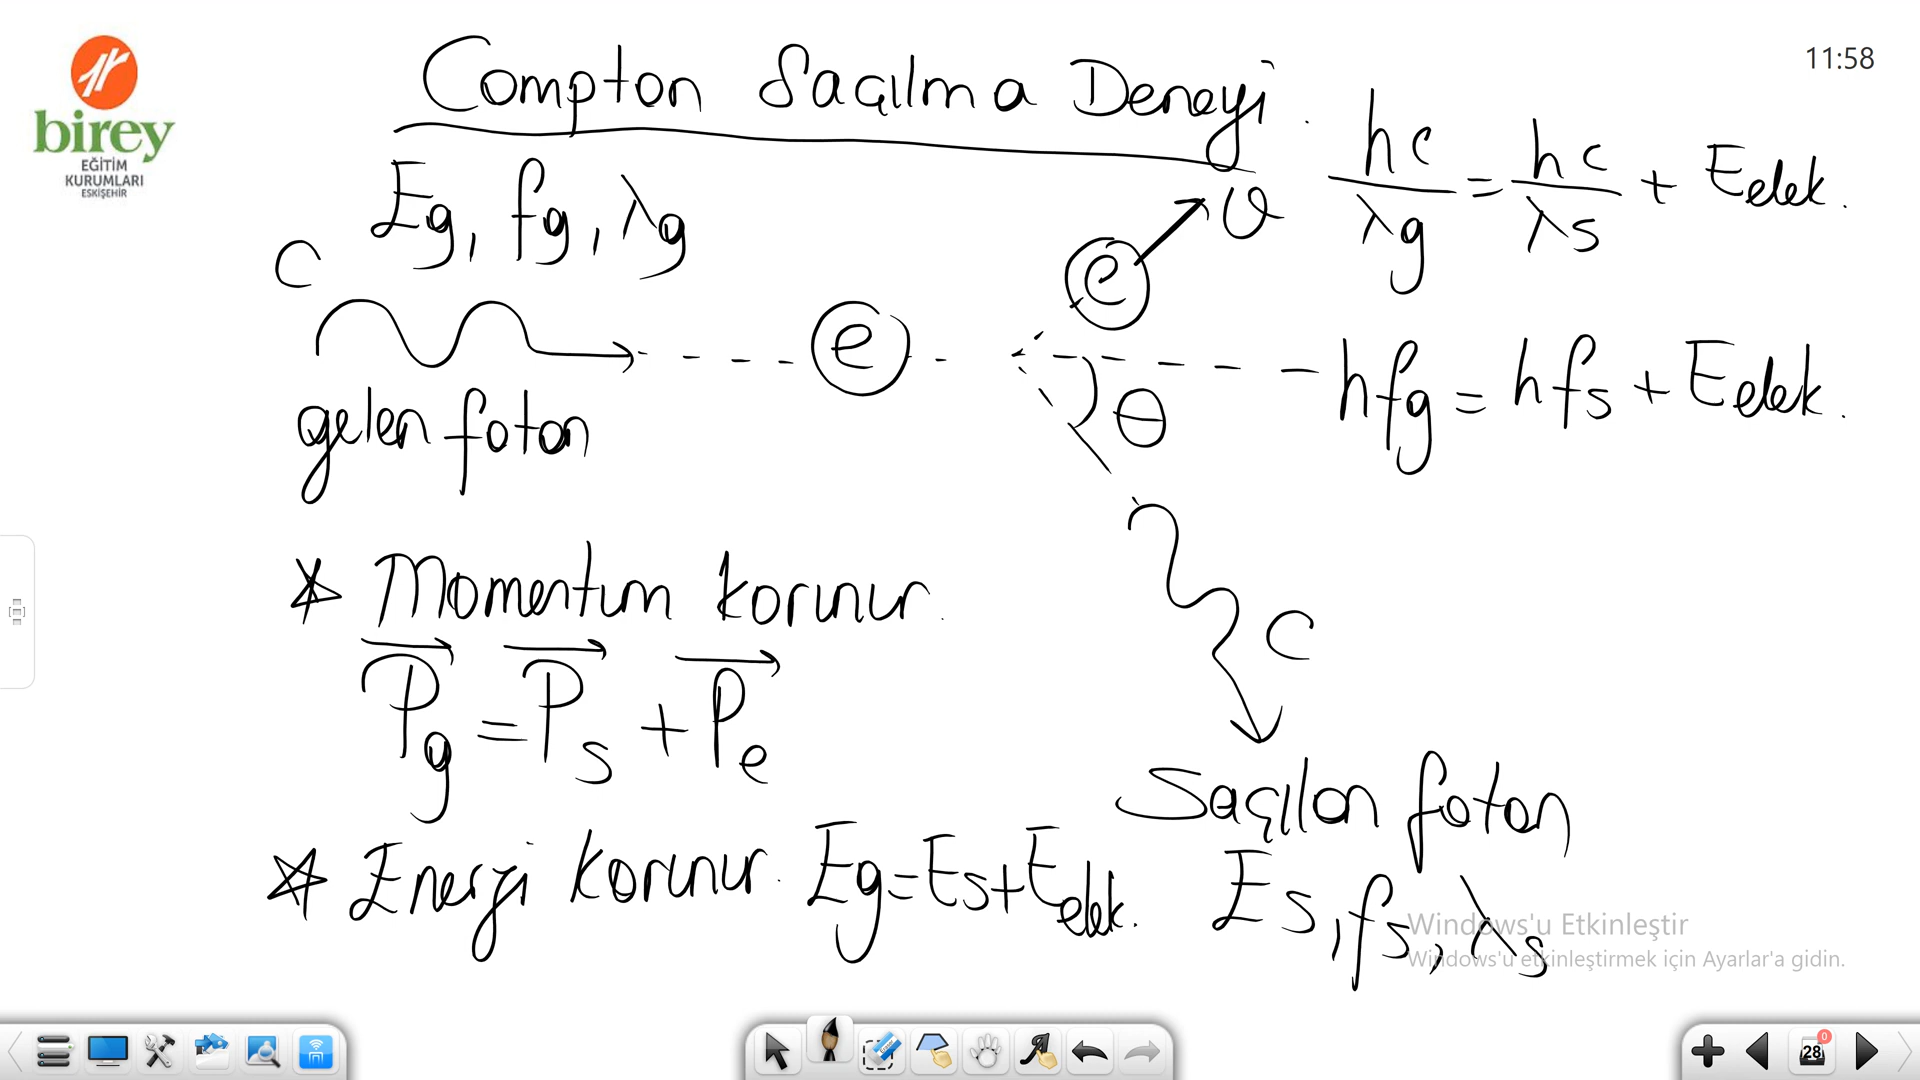 birey
EĞİTİM
KURUMLARI
ESKİŞEHİR
11:58
Compton Saçılma Deneyi.
Eg, fg, λg
C
gelen foton
e
e
υ
θ
hc/λg = hc/λs + Eelek.
hfg = hfs + Eelek.
C
Saçılan foton
Es, fs, λs
* Momentum korunur.
Pg = Ps + Pe
* Enerji korunur. Eg = Es + Eelek.
Windows'u Etkinleştir
Windows'u etkinleştirmek için Ayarlar'a gidin.
28
0